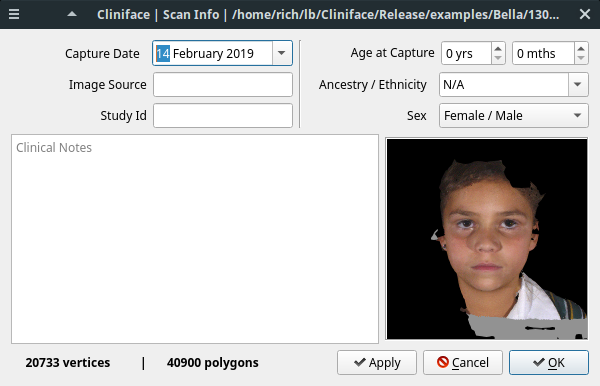 Cliniface | Scan Info | /home/rich/lb/Cliniface/Release/examples/Bella/130...
Capture Date 14 February 2019 Age at Capture 0 yrs 0 mths
Image Source Ancestry / Ethnicity N/A
Study Id Sex Female / Male
Clinical Notes
20733 vertices | 40900 polygons Apply Cancel OK